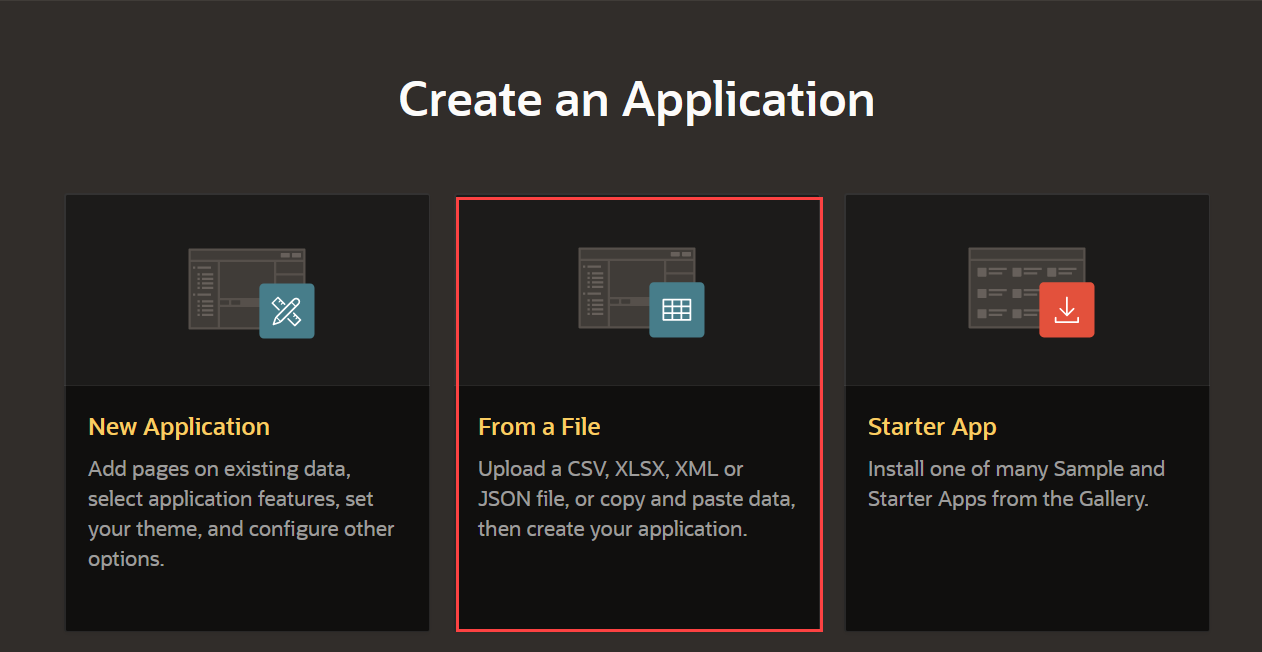 Create an Application
New Application
Add pages on existing data,
select application features, set
your theme, and configure other
options.
From a File
Upload a CSV, XLSX, XML or
JSON file, or copy and paste data,
then create your application.
Starter App
Install one of many Sample and
Starter Apps from the Gallery.